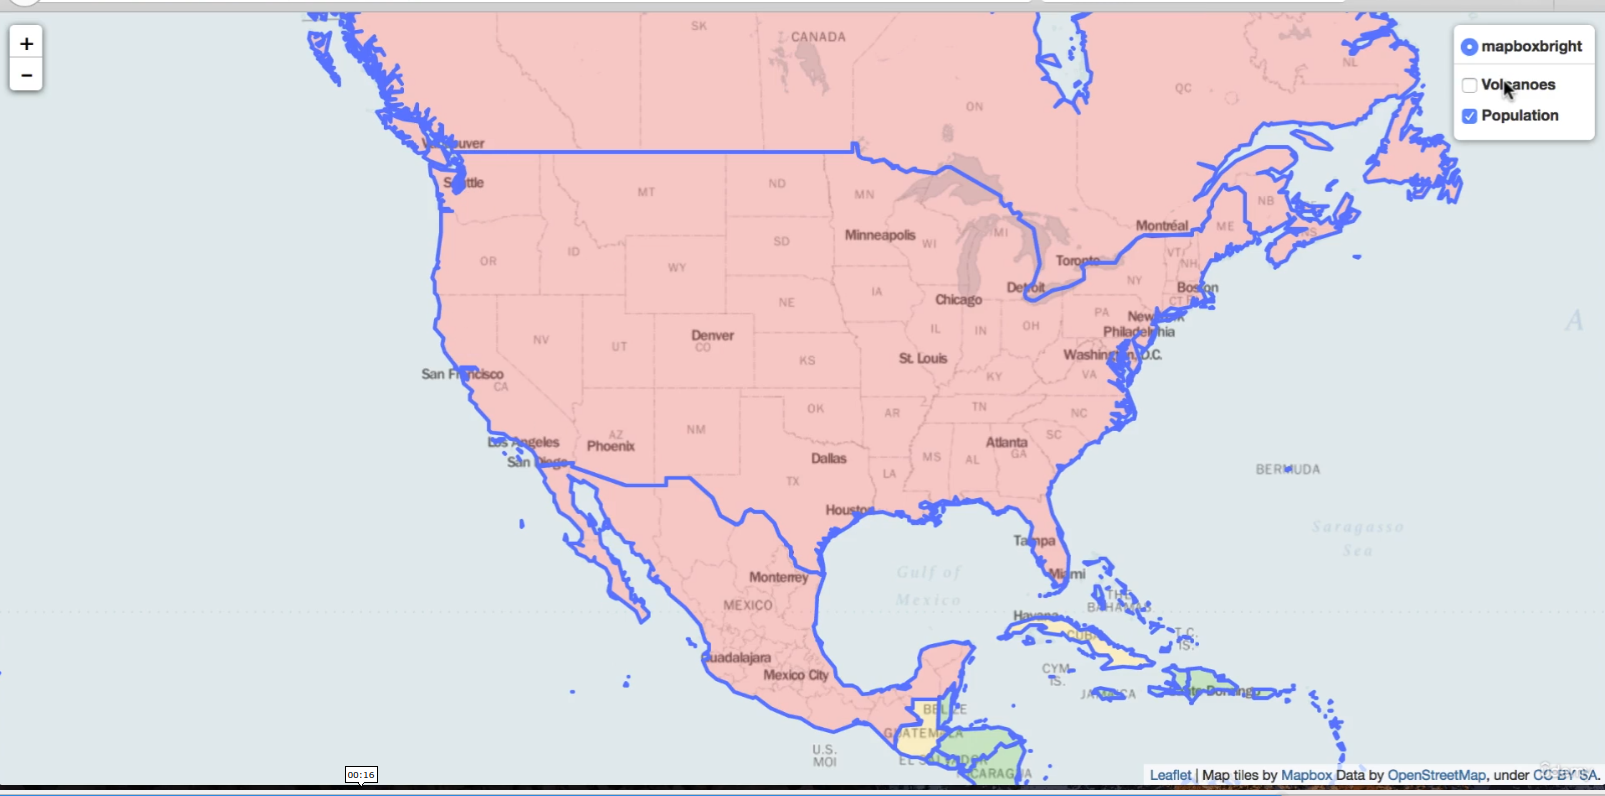 +
−
mapboxbright
Volcanoes
Population
CANADA
SK
ON
QC
NL
Vancouver
Seattle
MT
ND
MN
Minneapolis
WI
MI
NB
Montréal
ME
NS
OR
ID
SD
WY
Toronto
VT
NH
NY
Boston
Detroit
CT
IA
NE
Chicago
PA
New York
Philadelphia
IL
IN
OH
NV
UT
Denver
CO
KS
St. Louis
Washington, D.C.
KY
VA
San Francisco
CA
OK
AR
TN
NC
NM
AZ
Phoenix
Los Angeles
San Diego
Dallas
MS
AL
Atlanta
GA
SC
LA
TX
BERMUDA
Houston
Saragasso
Sea
Tampa
Miami
Gulf of
Mexico
Monterrey
MEXICO
THE
BAHAMAS
Havana
CUBA
T.C.
IS.
Guadalajara
Mexico City
CYM.
IS.
JAMAICA
Santo Domingo
BELIZE
GUATEMALA
U.S.
MOI
EL SALVADOR
NICARAGUA
A
00:16
Leaflet | Map tiles by Mapbox Data by OpenStreetMap, under CC BY SA.